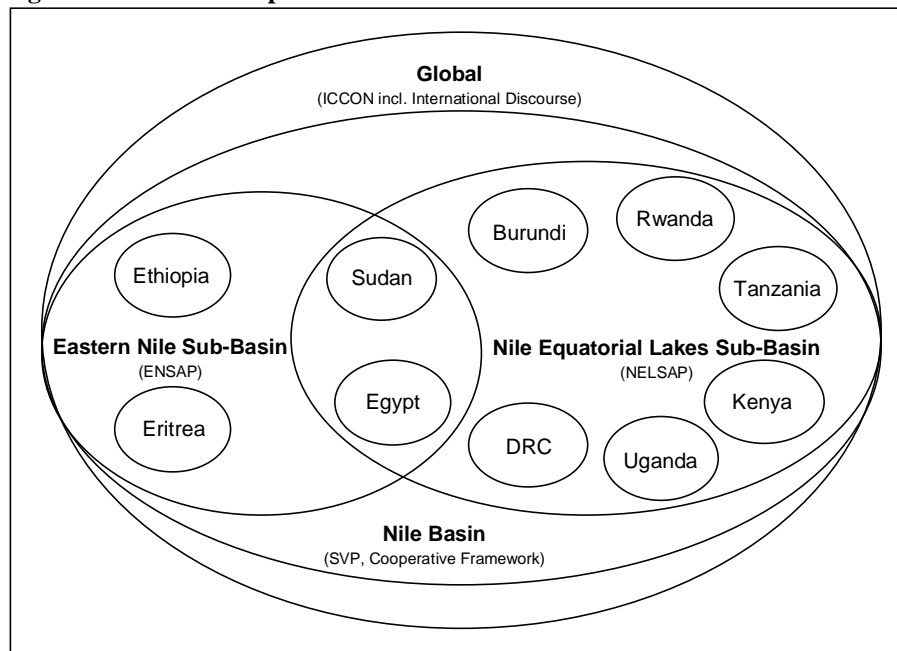 Global
(ICCON incl. International Discourse)
Rwanda
Burundi
Ethiopia
Sudan
Tanzania
Eastern Nile Sub-Basin
(ENSAP)
Nile Equatorial Lakes Sub-Basin
(NELSAP)
Egypt
Kenya
Eritrea
DRC
Uganda
Nile Basin
(SVP, Cooperative Framework)